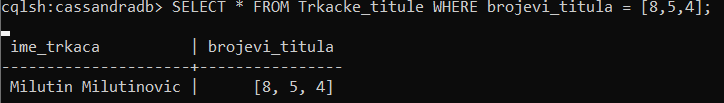 cqlsh:cassandradb> SELECT * FROM Trkacke_titule WHERE brojevi_titula = [8,5,4];
ime_trkaca | brojevi_titula
--------------------+----------------
Milutin Milutinovic | [8, 5, 4]